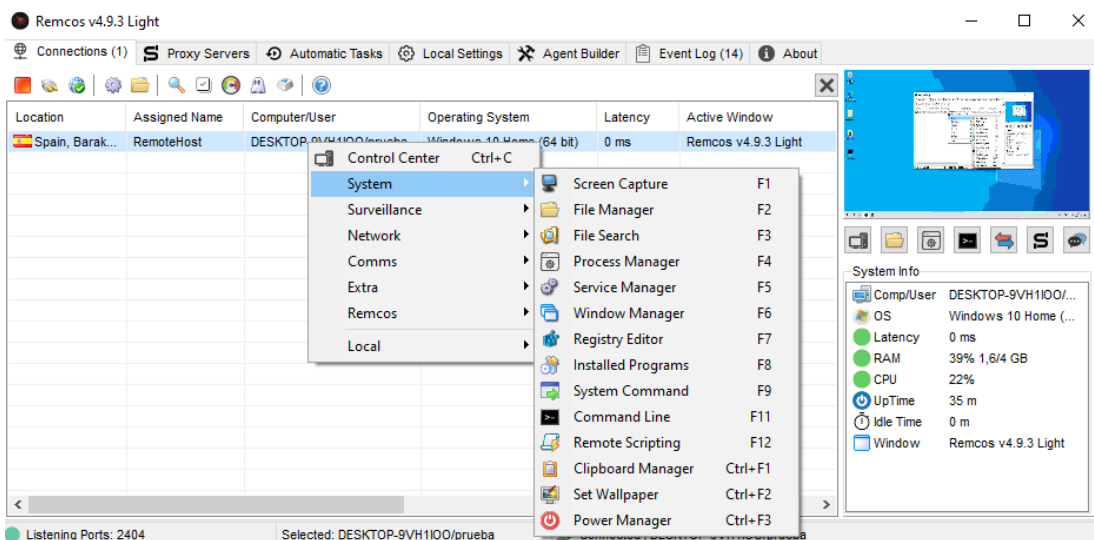 Remcos v4.9.3 Light
Connections (1) Proxy Servers Automatic Tasks Local Settings Agent Builder Event Log (14) About
Location Assigned Name Computer/User Operating System Latency Active Window
Spain, Barak... RemoteHost DESKTOP-9VH1IOO/prueba Windows 10 Home (64 bit) 0 ms Remcos v4.9.3 Light
Control Center Ctrl+C
System
Surveillance
Network
Comms
Extra
Remcos
Local
Screen Capture F1
File Manager F2
File Search F3
Process Manager F4
Service Manager F5
Window Manager F6
Registry Editor F7
Installed Programs F8
System Command F9
Command Line F11
Remote Scripting F12
Clipboard Manager Ctrl+F1
Set Wallpaper Ctrl+F2
Power Manager Ctrl+F3
System Info
Comp/User DESKTOP-9VH1IOO/...
OS Windows 10 Home (...
Latency 0 ms
RAM 39% 1,6/4 GB
CPU 22%
UpTime 35 m
Idle Time 0 m
Window Remcos v4.9.3 Light
Listening Ports: 2404 Selected: DESKTOP-9VH1IOO/prueba